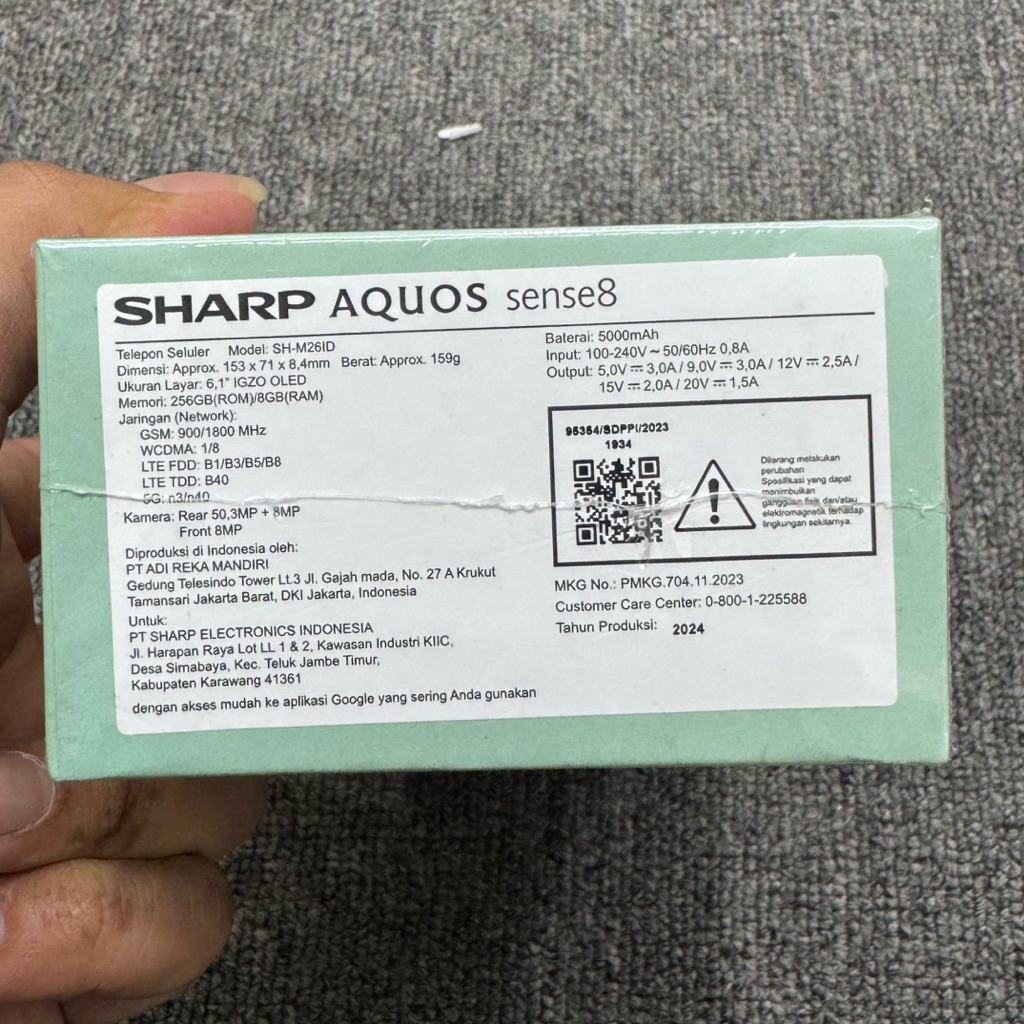 SHARP AQUOS sense8
Telepon Seluler Model: SH-M26ID
Dimensi: Approx. 153 x 71 x 8,4mm Berat: Approx. 159g
Ukuran Layar: 6,1" IGZO OLED
Memori: 256GB(ROM)/8GB(RAM)
Jaringan (Network):
GSM: 900/1800 MHz
WCDMA: 1/8
LTE FDD: B1/B3/B5/B8
LTE TDD: B40
5G: n3/n40
Kamera: Rear 50,3MP + 8MP
Front 8MP
Diproduksi di Indonesia oleh:
PT ADI REKA MANDIRI
Gedung Telesindo Tower Lt.3 Jl. Gajah mada, No. 27 A Krukut
Tamansari Jakarta Barat, DKI Jakarta, Indonesia
Untuk:
PT SHARP ELECTRONICS INDONESIA
Jl. Harapan Raya Lot LL 1 & 2, Kawasan Industri KIIC,
Desa Sirnabaya, Kec. Teluk Jambe Timur,
Kabupaten Karawang 41361
dengan akses mudah ke aplikasi Google yang sering Anda gunakan
Baterai: 5000mAh
Input: 100-240V ~ 50/60Hz 0,8A
Output: 5,0V ⎓ 3,0A / 9,0V ⎓ 3,0A / 12V ⎓ 2,5A /
15V ⎓ 2,0A / 20V ⎓ 1,5A
95354/SDPPI/2023
1934
Dilarang melakukan
perubahan
Spesifikasi yang dapat
menimbulkan
gangguan fisik dan/atau
elektromagnetik terhadap
lingkungan sekitarnya.
MKG No.: PMKG.704.11.2023
Customer Care Center: 0-800-1-225588
Tahun Produksi: 2024